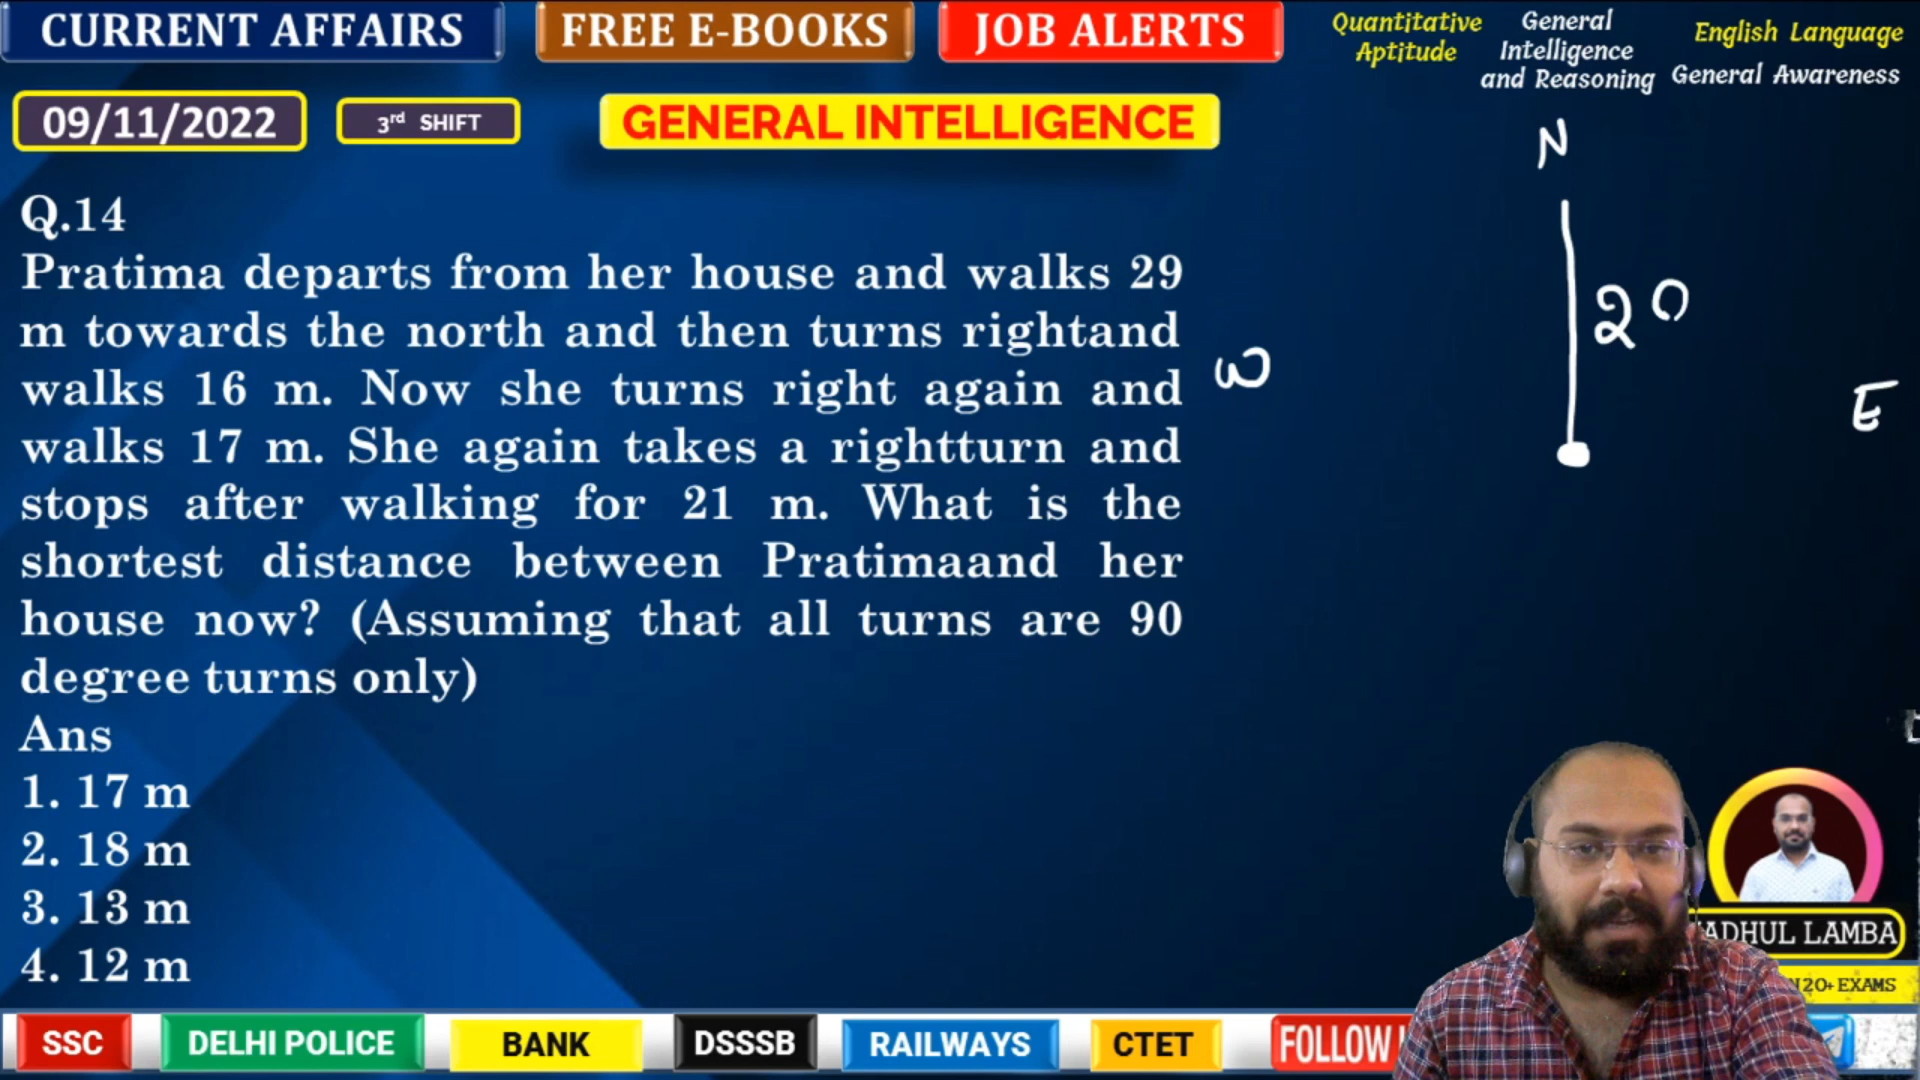 CURRENT AFFAIRS
FREE E-BOOKS
JOB ALERTS
Quantitative
Aptitude
General
Intelligence
and Reasoning
English Language
General Awareness
09/11/2022
3rd SHIFT
GENERAL INTELLIGENCE
N
Q.14
Pratima departs from her house and walks 29
m towards the north and then turns rightand
walks 16 m. Now she turns right again and
walks 17 m. She again takes a rightturn and
stops after walking for 21 m. What is the
shortest distance between Pratimaand her
house now? (Assuming that all turns are 90
degree turns only)
20
W
E
Ans
1. 17 m
2. 18 m
3. 13 m
4. 12 m
ADHUL LAMBA
20+ EXAMS
SSC
DELHI POLICE
BANK
DSSSB
RAILWAYS
CTET
FOLLOW